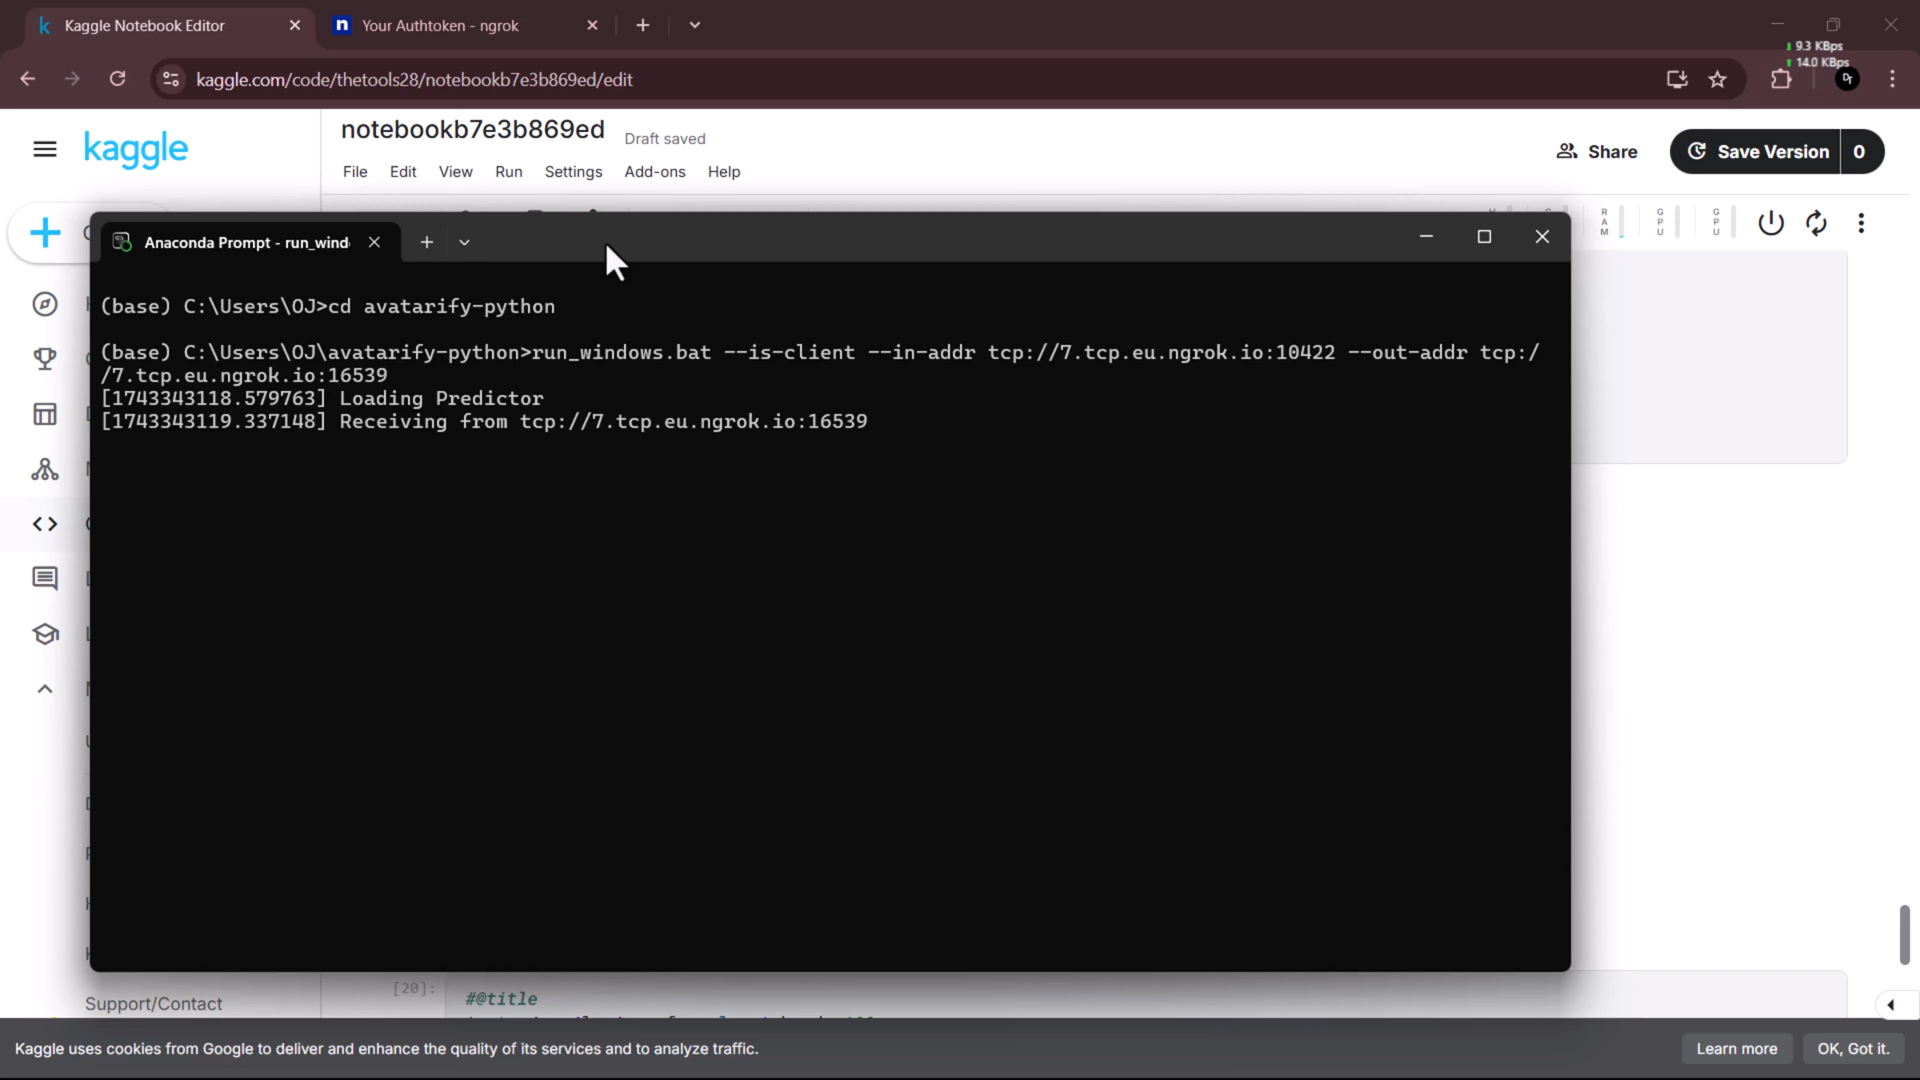 Kaggle Notebook Editor
Your Authtoken - ngrok
9.3 KBps
14.0 KBps
kaggle.com/code/thetools28/notebookb7e3b869ed/edit
kaggle
notebookb7e3b869ed
Draft saved
File Edit View Run Settings Add-ons Help
Share
Save Version 0
RAM
GPU
GPU
Anaconda Prompt - run_wind
(base) C:\Users\OJ>cd avatarify-python
(base) C:\Users\OJ\avatarify-python>run_windows.bat --is-client --in-addr tcp://7.tcp.eu.ngrok.io:10422 --out-addr tcp:/
/7.tcp.eu.ngrok.io:16539
[1743343118.579763] Loading Predictor
[1743343119.337148] Receiving from tcp://7.tcp.eu.ngrok.io:16539
[20]:
#@title
Support/Contact
Kaggle uses cookies from Google to deliver and enhance the quality of its services and to analyze traffic.
Learn more
OK, Got it.